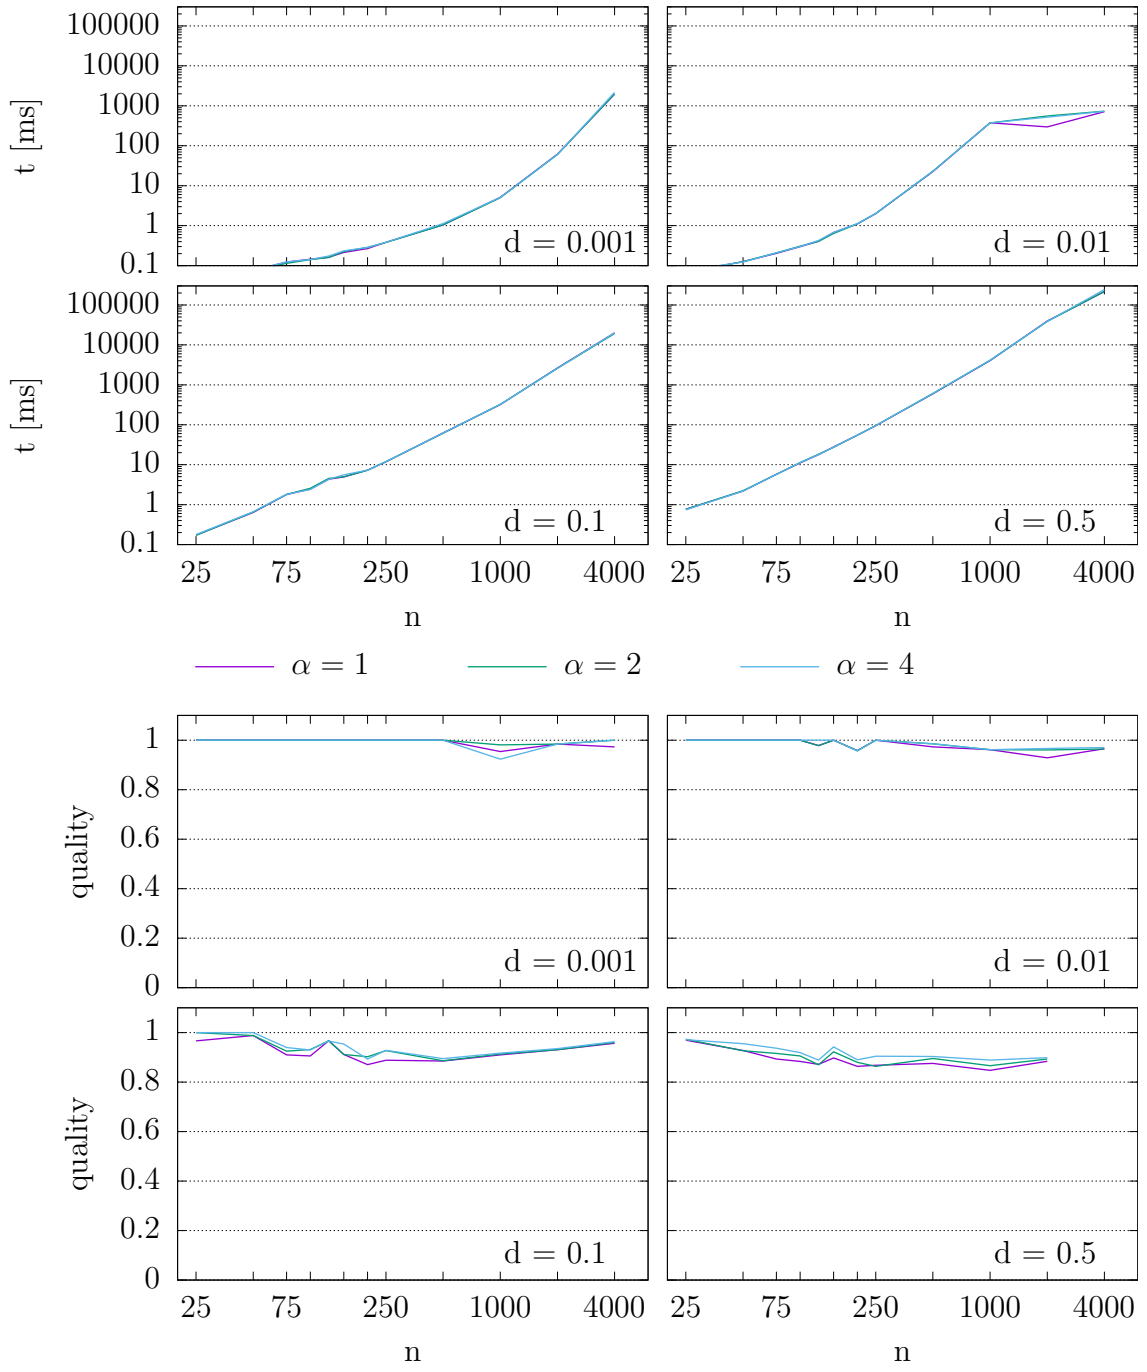 100000
10000
1000
100
10
1
0.1
t [ms]
d = 0.001
d = 0.01
100000
10000
1000
100
10
1
0.1
t [ms]
d = 0.1
d = 0.5
25 75 250 1000 4000
25 75 250 1000 4000
n
n
α = 1
α = 2
α = 4
1
0.8
0.6
0.4
0.2
0
quality
d = 0.001
d = 0.01
1
0.8
0.6
0.4
0.2
0
quality
d = 0.1
d = 0.5
25 75 250 1000 4000
25 75 250 1000 4000
n
n